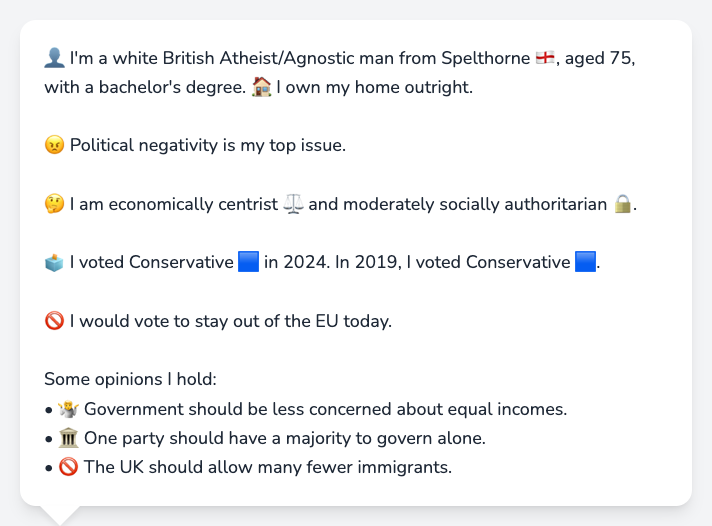 👤 I'm a white British Atheist/Agnostic man from Spelthorne 🏴󠁧󠁢󠁥󠁮󠁧󠁿, aged 75,
with a bachelor's degree. 🏠 I own my home outright.
😠 Political negativity is my top issue.
🤔 I am economically centrist ⚖️ and moderately socially authoritarian 🔒.
🗳️ I voted Conservative 🟦 in 2024. In 2019, I voted Conservative 🟦.
🚫 I would vote to stay out of the EU today.
Some opinions I hold:
• 🤷 Government should be less concerned about equal incomes.
• 🏛️ One party should have a majority to govern alone.
• 🚫 The UK should allow many fewer immigrants.